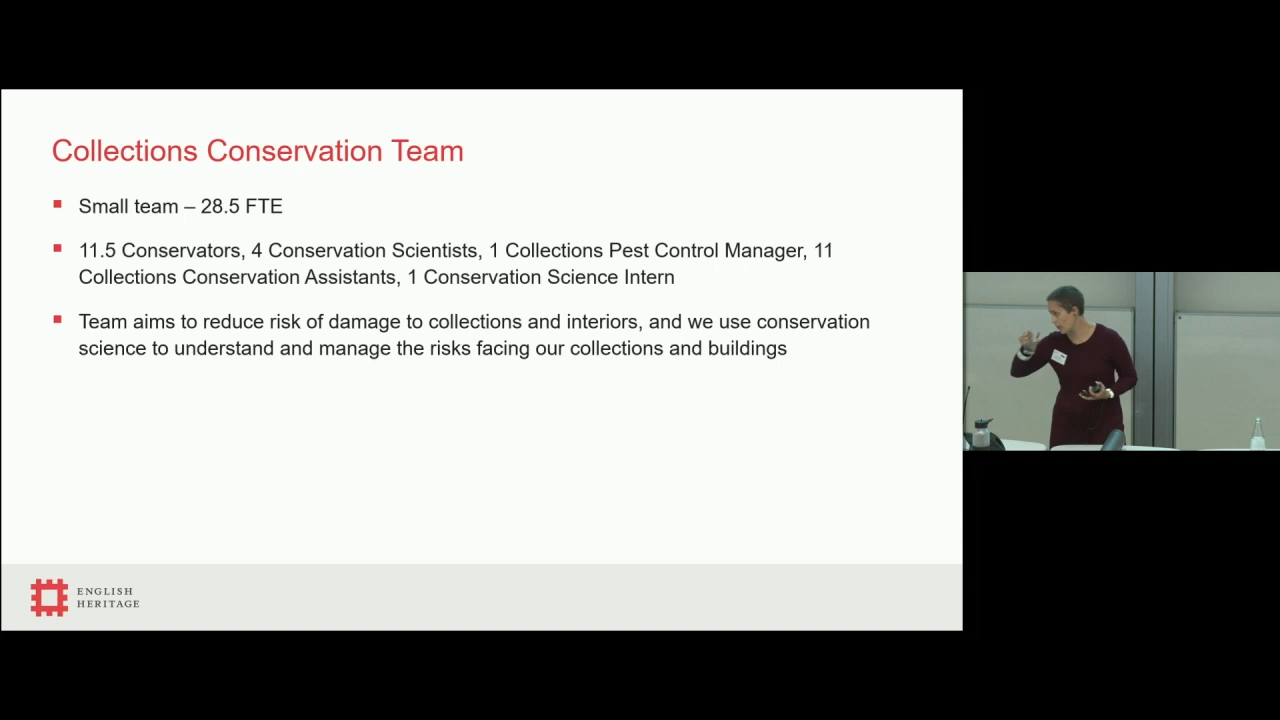 Collections Conservation Team
Small team – 28.5 FTE
11.5 Conservators, 4 Conservation Scientists, 1 Collections Pest Control Manager, 11
Collections Conservation Assistants, 1 Conservation Science Intern
Team aims to reduce risk of damage to collections and interiors, and we use conservation
science to understand and manage the risks facing our collections and buildings
ENGLISH
HERITAGE